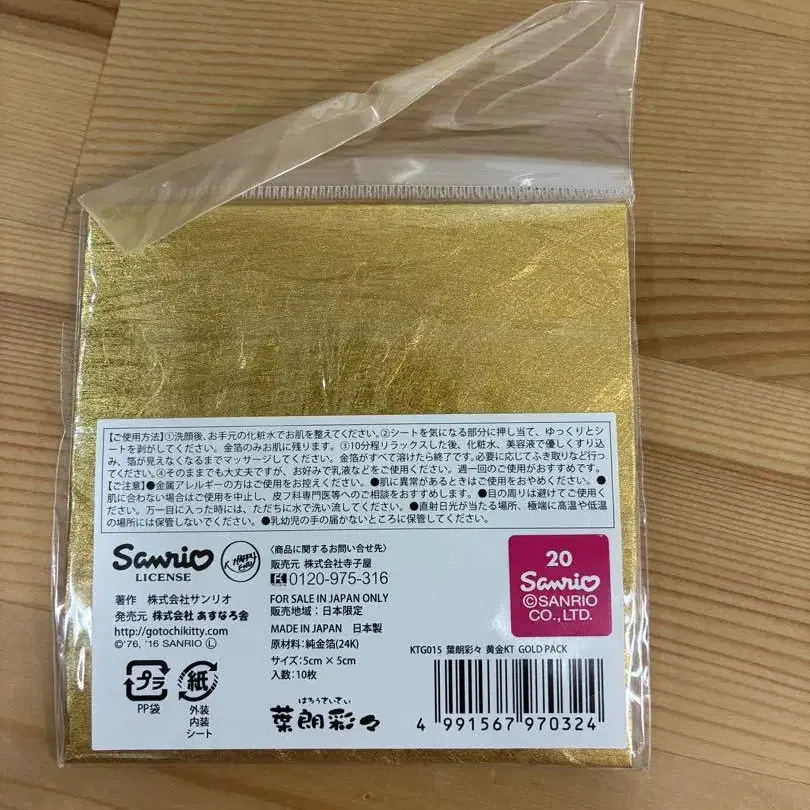 【ご使用方法】①洗顔後、お手元の化粧水でお肌を整えてください。②シートを気になる部分に押し当て、ゆっくりとシ
ートを剥がしてください。金箔のみお肌に残ります。③10分程リラックスした後、化粧水、美容液で優しくすり込
み、箔が見えなくなるまでマッサージしてください。金箔がすべて溶けたら終了です。必要に応じてふき取りなど行っ
てください。④そのままでも大丈夫ですが、お好みで乳液などをご使用ください。週一回のご使用がおすすめです。
【ご注意】●金属アレルギーの方はご使用をお控えください。●肌に異常があるときはご使用をおやめください。●
肌に合わない場合はご使用を中止し、皮フ科専門医等へのご相談をおすすめします。●目の周りは避けてご使用く
ださい。万一目に入った時には、ただちに水で洗い流してください。●直射日光が当たる場所、極端に高温や低温
の場所には保管しないでください。●乳幼児の手の届かないところに保管してください。
Sanrio
LICENSE
著作 株式会社サンリオ
発売元 株式会社 あすなろ舎
http://gotochikitty.com
©'76, '16 SANRIO Ⓛ
プラ
PP袋
紙
外装
内装
シート
〈商品に関するお問い合せ先〉
販売元 株式会社寺子屋
0120-975-316
FOR SALE IN JAPAN ONLY
販売地域：日本限定
MADE IN JAPAN 日本製
原材料：純金箔(24K)
サイズ：5cm×5cm
入数：10枚
はろうさいさい
葉朗彩々
20
Sanrio
©SANRIO
CO.,LTD.
KTG015 葉朗彩々 黄金KT GOLD PACK
4 991567 970324